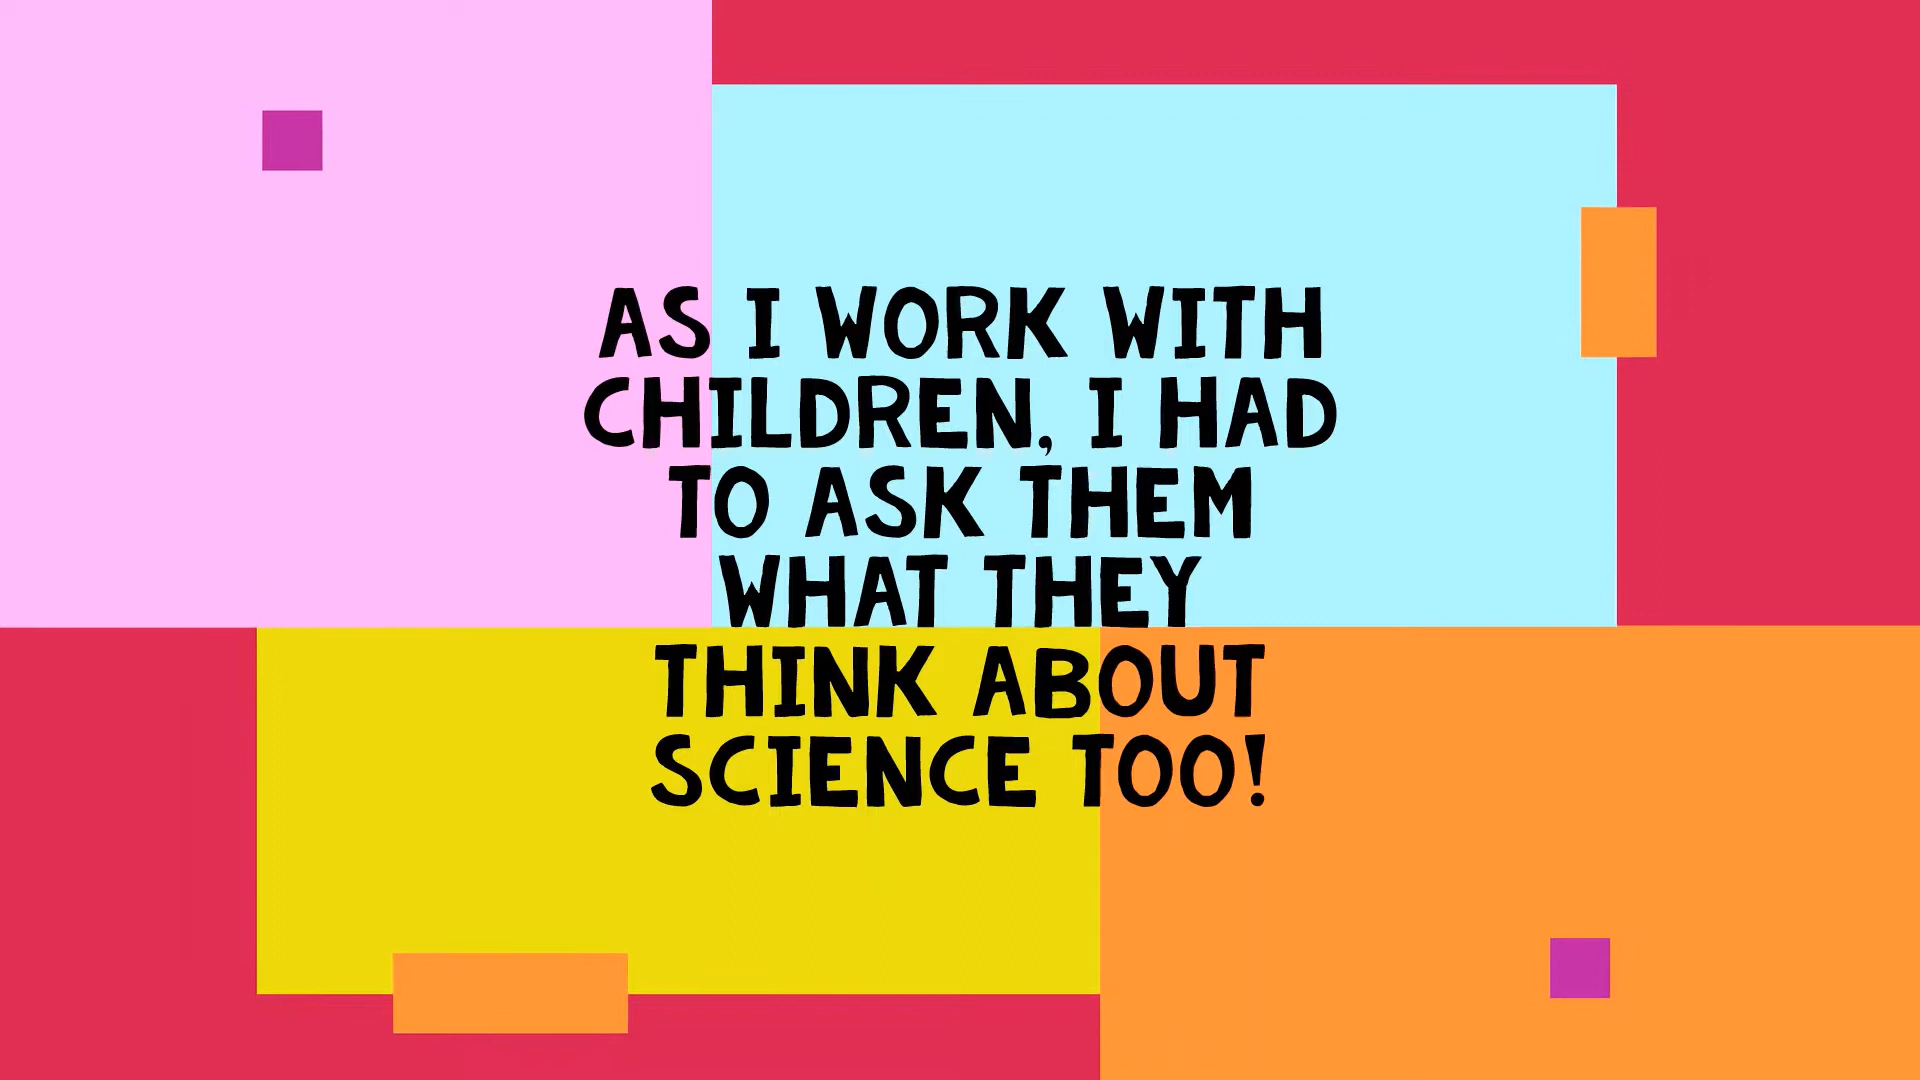 AS I WORK WITH
CHILDREN, I HAD
TO ASK THEM
WHAT THEY
THINK ABOUT
SCIENCE TOO!